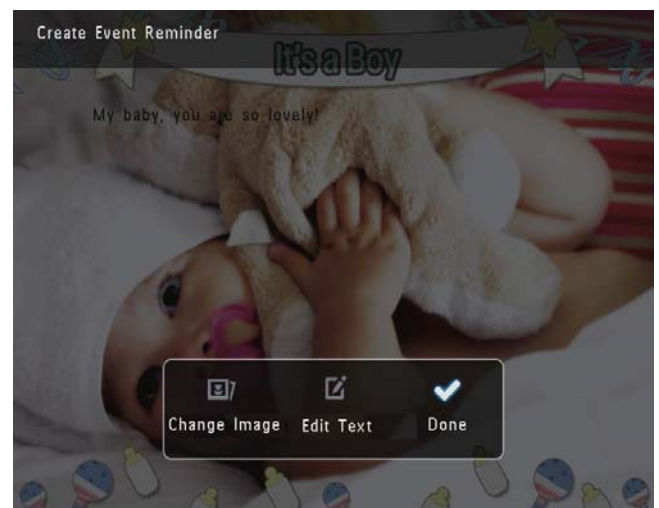 Create Event Reminder
It's a Boy
My baby, you are so lovely!
Change Image
Edit Text
Done